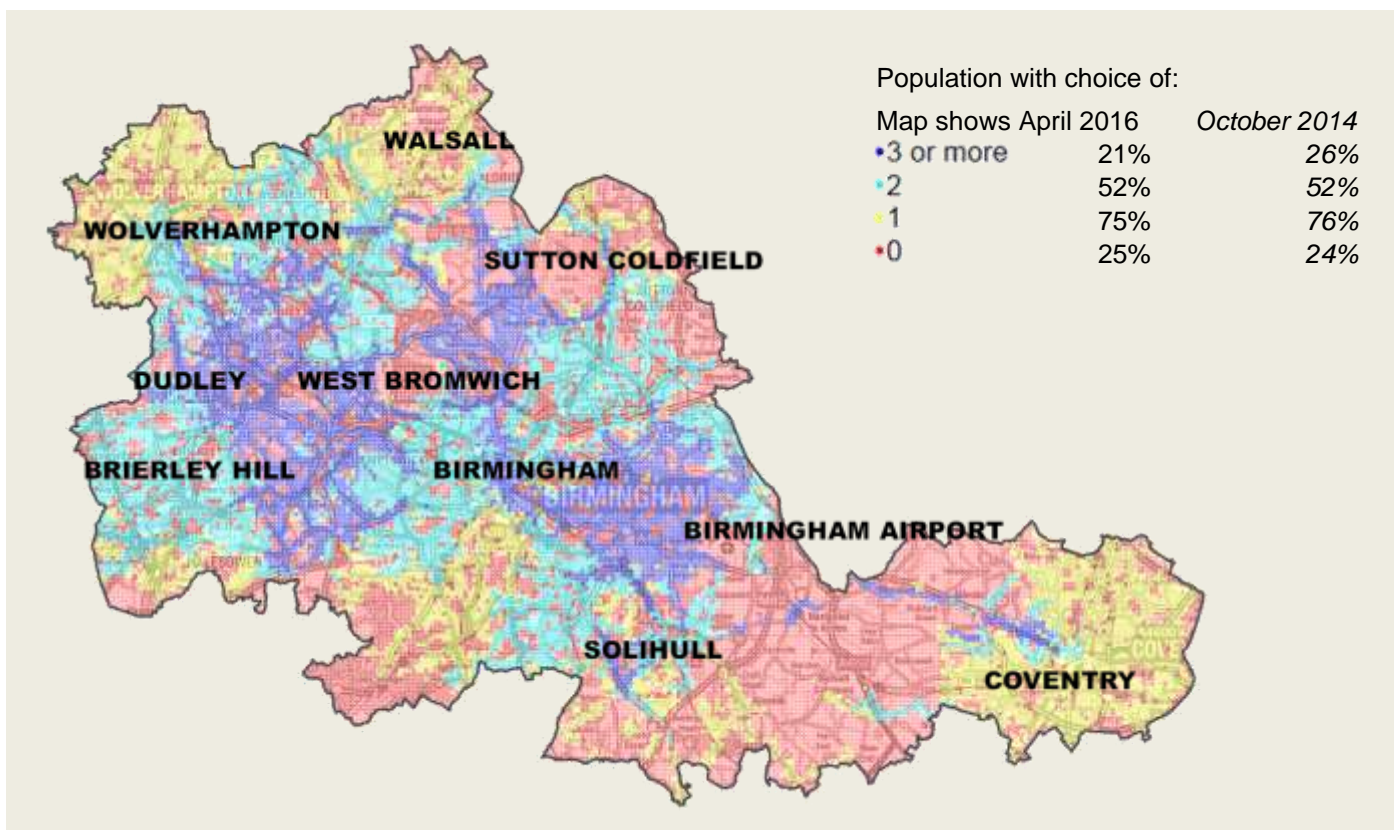 Population with choice of:
Map shows April 2016 October 2014
3 or more 21% 26%
2 52% 52%
1 75% 76%
0 25% 24%
WALSALL
WOLVERHAMPTON
SUTTON COLDFIELD
DUDLEY WEST BROMWICH
BRIERLEY HILL BIRMINGHAM
BIRMINGHAM
BIRMINGHAM AIRPORT
SOLIHULL
COVENTRY